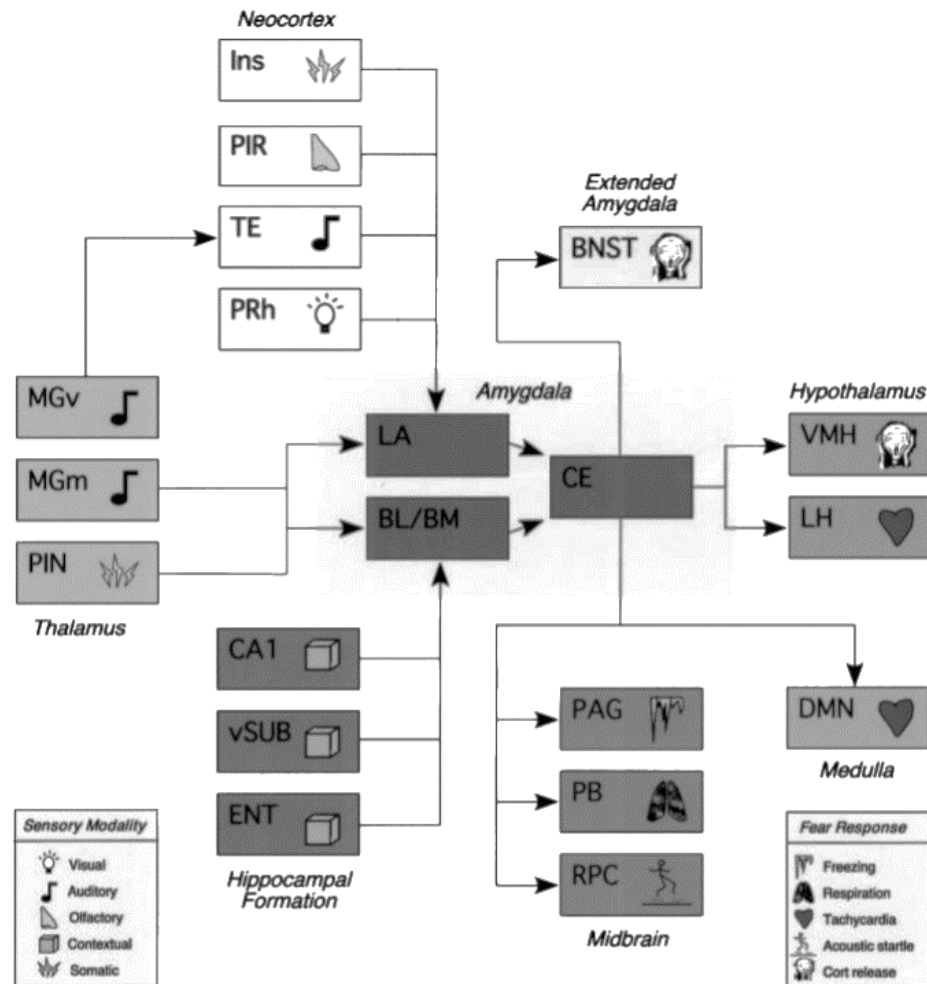 Neocortex
Ins
PIR
TE
PRh
Extended
Amygdala
BNST
MGv
MGm
PIN
Thalamus
Amygdala
LA
BL/BM
CE
Hypothalamus
VMH
LH
CA1
vSUB
ENT
Hippocampal
Formation
PAG
PB
RPC
Midbrain
DMN
Medulla
Sensory Modality
Visual
Auditory
Olfactory
Contextual
Somatic
Fear Response
Freezing
Respiration
Tachycardia
Acoustic startle
Cort release